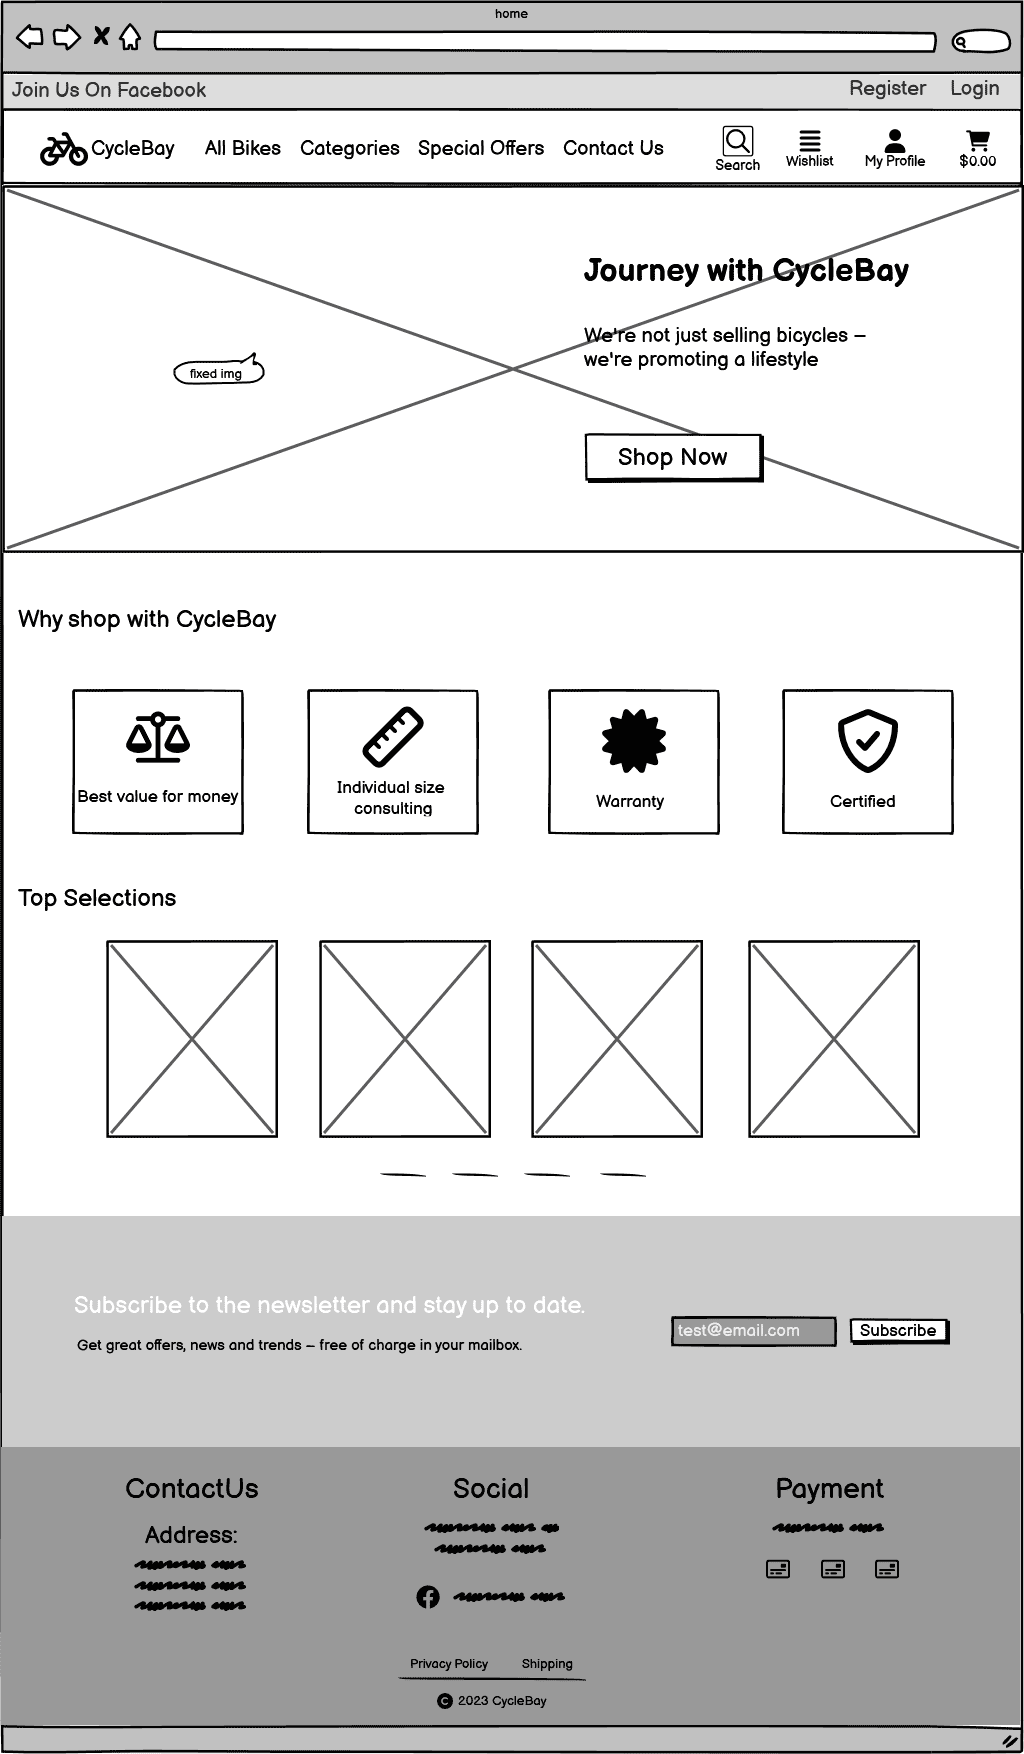 home
Join Us On Facebook
Register
Login
CycleBay
All Bikes
Categories
Special Offers
Contact Us
Search
Wishlist
My Profile
$0.00
Journey with CycleBay
We're not just selling bicycles –
we're promoting a lifestyle
fixed img
Shop Now
Why shop with CycleBay
Best value for money
Individual size
consulting
Warranty
Certified
Top Selections
Subscribe to the newsletter and stay up to date.
Get great offers, news and trends – free of charge in your mailbox.
test@email.com
Subscribe
ContactUs
Address:
Social
Payment
Privacy Policy
Shipping
© 2023 CycleBay